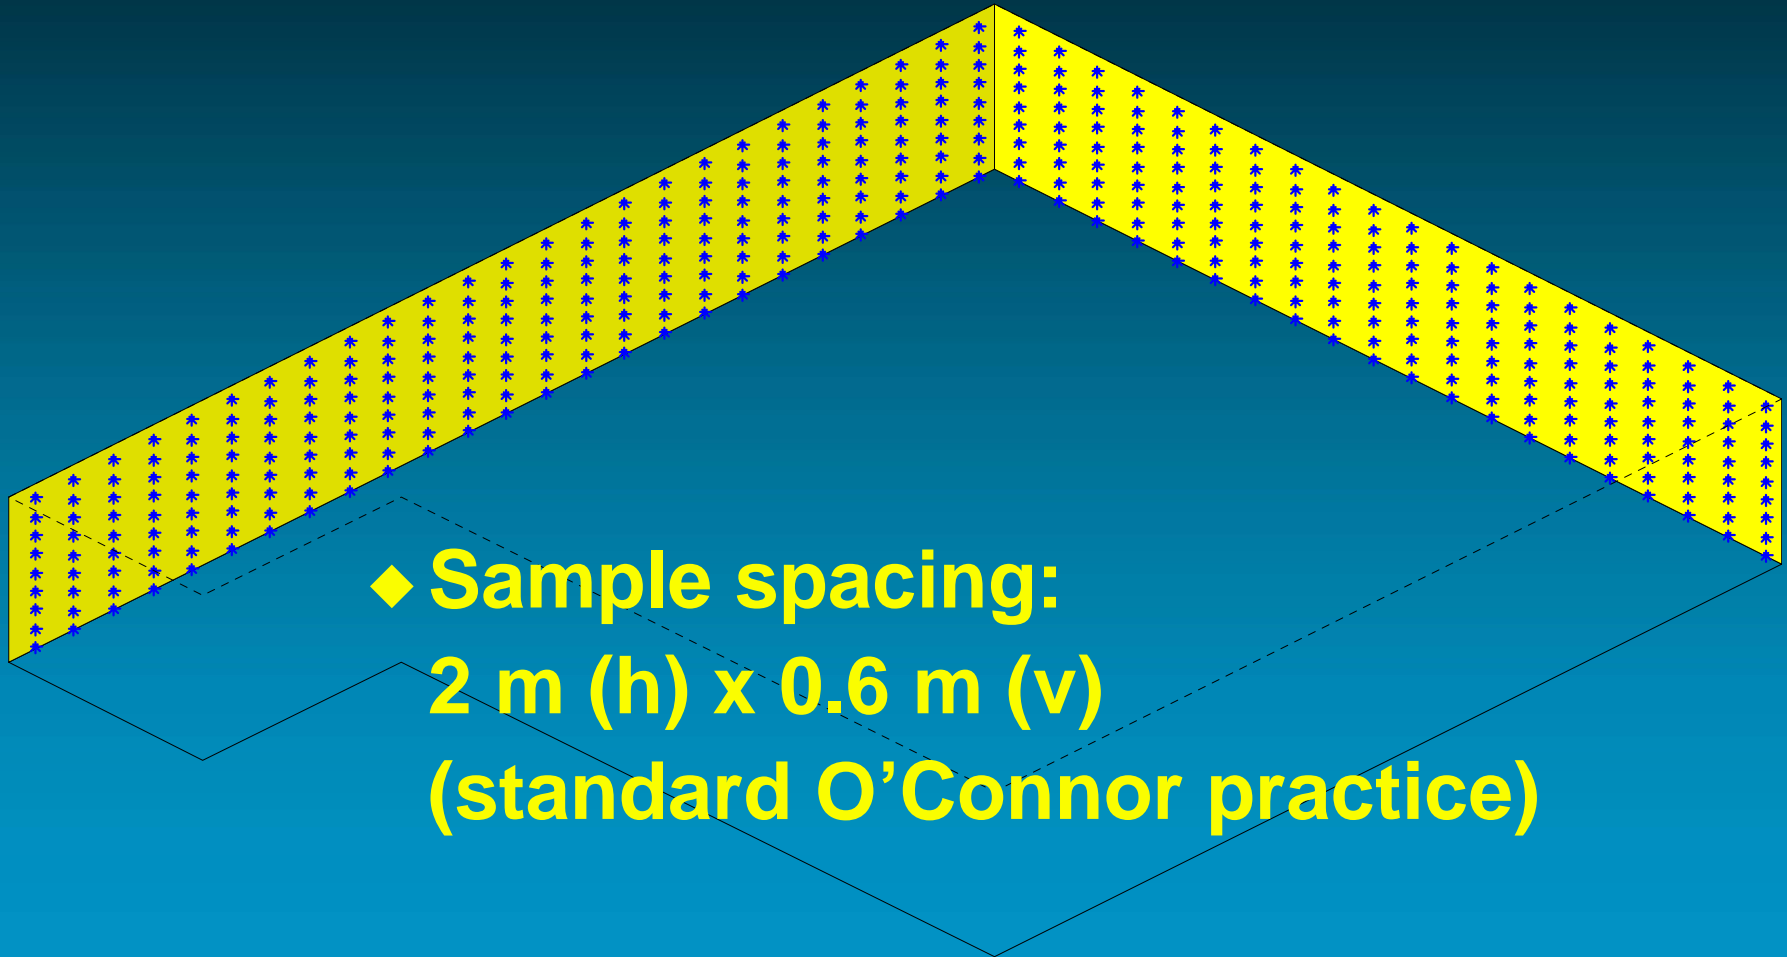 ◆ Sample spacing:
2 m (h) x 0.6 m (v)
(standard O’Connor practice)